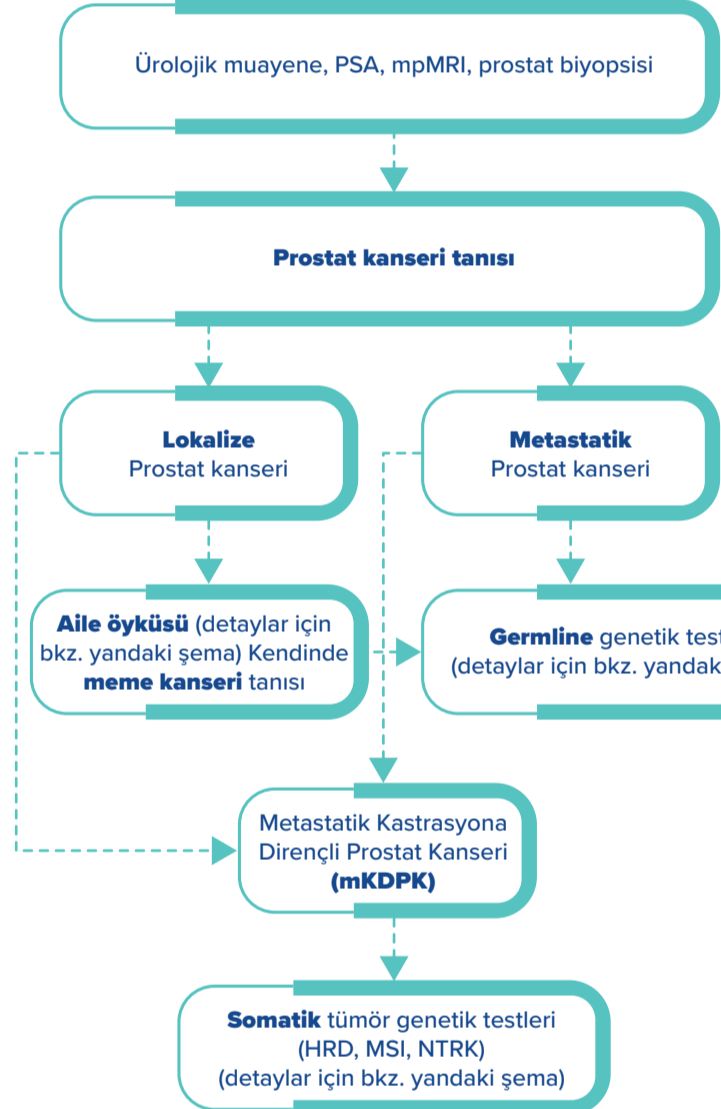 Ürolojik muayene, PSA, mpMRI, prostat biyopsisi
Prostat kanseri tanısı
Lokalize
Prostat kanseri
Metastatik
Prostat kanseri
Aile öyküsü (detaylar için
bkz. yandaki şema) Kendinde
meme kanseri tanısı
Germline genetik
(detaylar için bkz.
Metastatik Kastrasyona
Dirençli Prostat Kanseri
(mKDPK)
Somatik tümör genetik testleri
(HRD, MSI, NTRK)
(detaylar için bkz. yandaki şema)